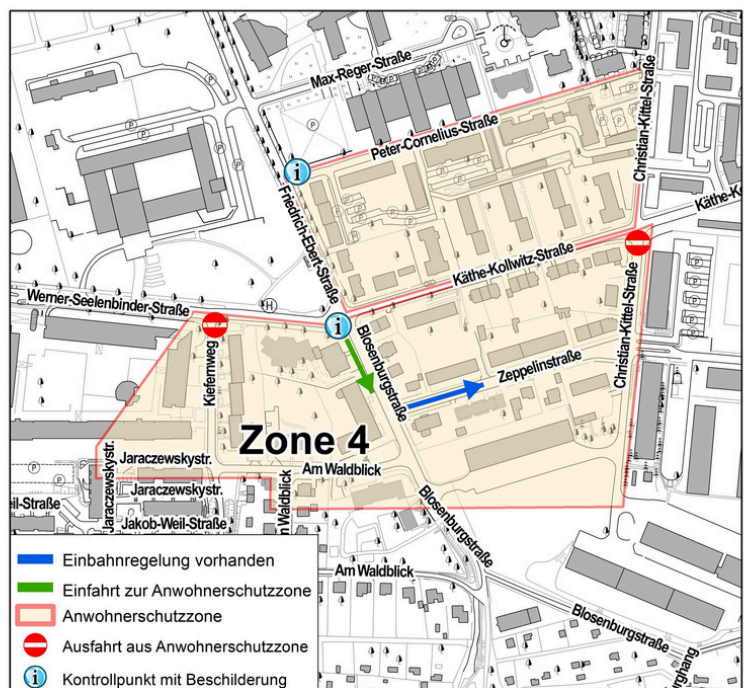 Max-Reger-Straße
Peter-Cornelius-Straße
Christian-Kittel-Straße
Friedrich-Ebert-Straße
Käthe-Kollwitz-Straße
Käthe-Ko
Werner-Seelenbinder-Straße
H
Kiefernweg
Blosenburgstraße
Zeppelinstraße
Christian-Kittel-Straße
Zone 4
Jaraczewskystr.
Am Waldblick
Jaraczewskystr.
Jaraczewskystr.
eil-Straße
Jakob-Weil-Straße
Am Waldblick
Blosenburgstraße
Am Waldblick
Blosenburgstraße
urghang
Einbahnregelung vorhanden
Einfahrt zur Anwohnerschutzzone
Anwohnerschutzzone
Ausfahrt aus Anwohnerschutzzone
Kontrollpunkt mit Beschilderung